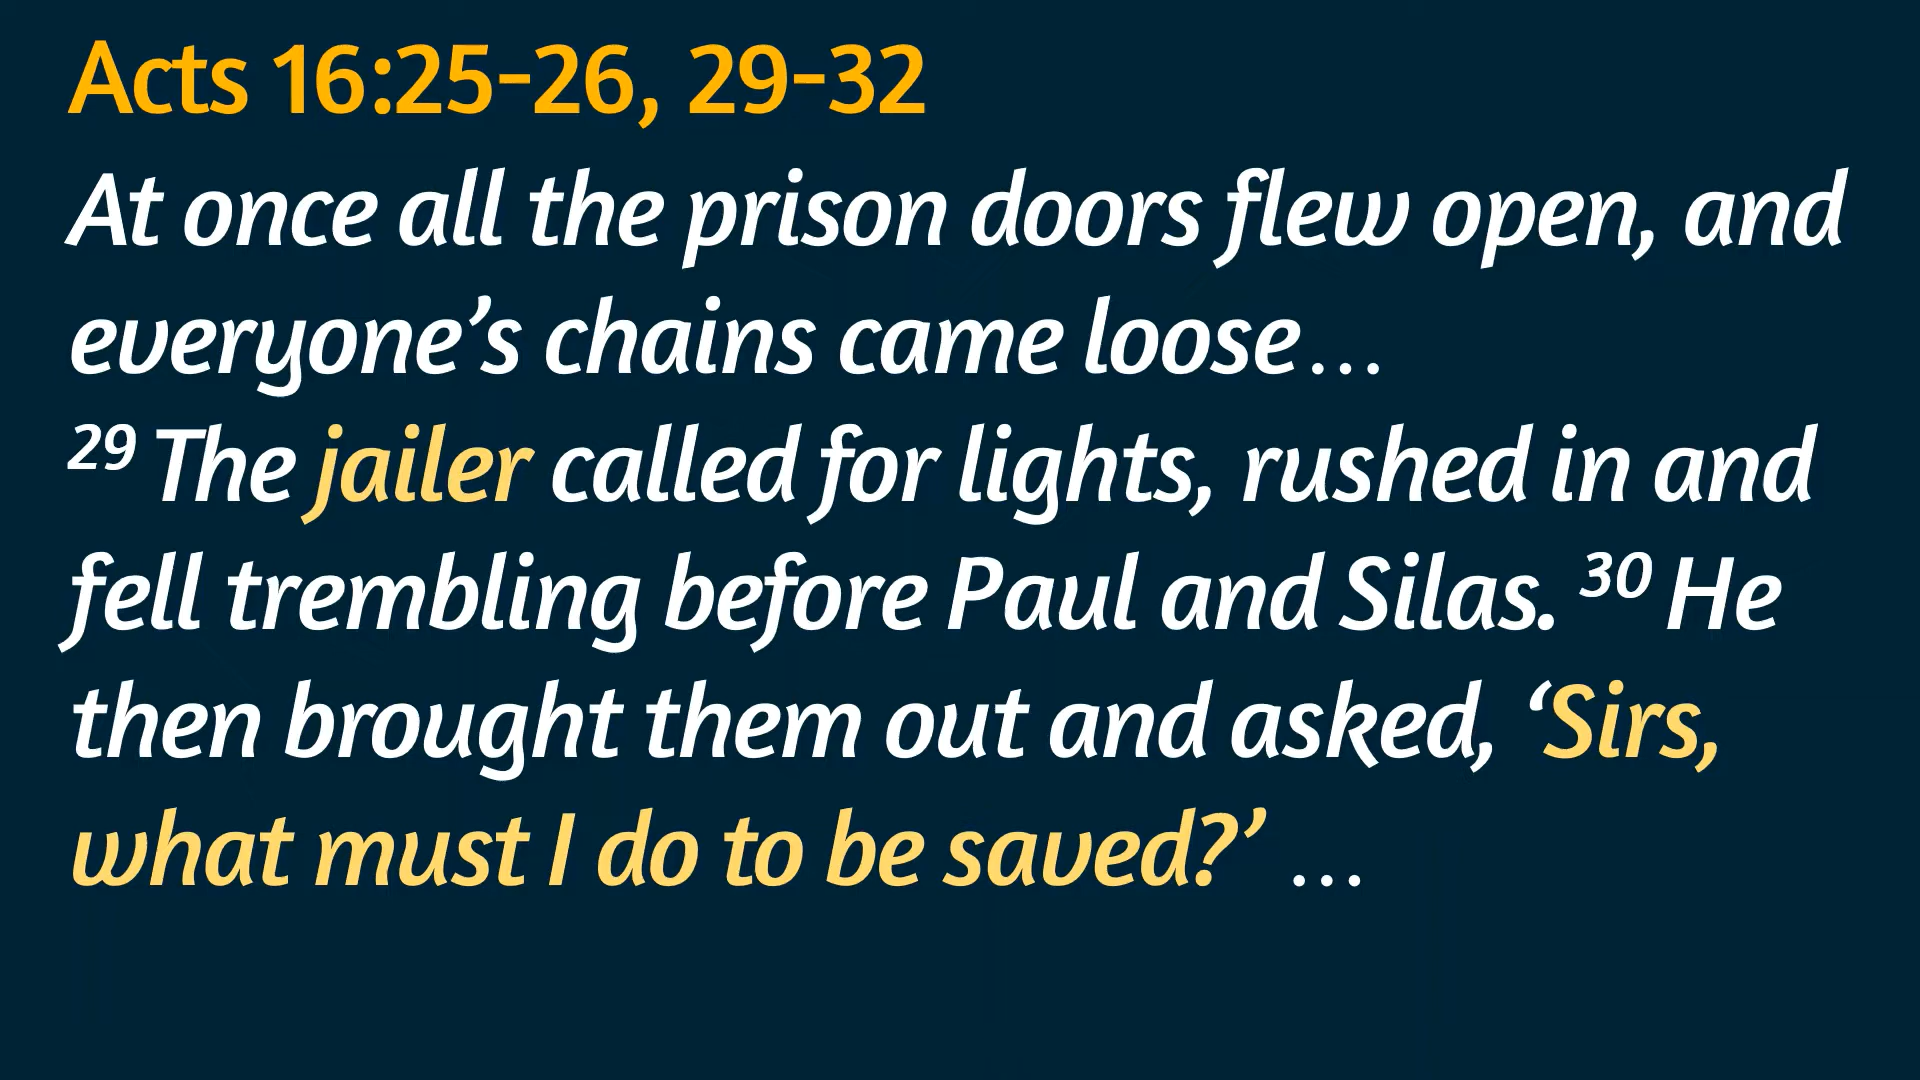 Acts 16:25-26, 29-32
At once all the prison doors flew open, and
everyone’s chains came loose…
29 The jailer called for lights, rushed in and
fell trembling before Paul and Silas. 30 He
then brought them out and asked, ‘Sirs,
what must I do to be saved?’ …